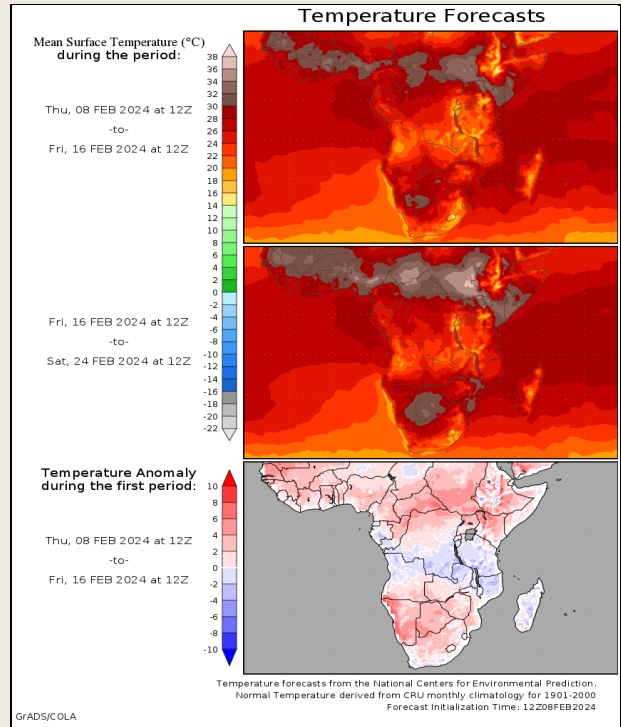 Temperature Forecasts
Mean Surface Temperature (°C)
during the period:
Thu, 08 FEB 2024 at 12Z
-to-
Fri, 16 FEB 2024 at 12Z
38
36
34
32
30
28
26
24
22
20
18
16
14
12
10
8
6
4
2
0
-2
-4
-6
-8
-10
-12
-14
-16
-18
-20
-22
Fri, 16 FEB 2024 at 12Z
-to-
Sat, 24 FEB 2024 at 12Z
Temperature Anomaly
during the first period:
Thu, 08 FEB 2024 at 12Z
-to-
Fri, 16 FEB 2024 at 12Z
10
8
6
4
2
0
-2
-4
-6
-8
-10
Temperature forecasts from the National Centers for Environmental Prediction.
Normal Temperature derived from CRU monthly climatology for 1901-2000
Forecast Initialization Time: 12Z08FEB2024
GrADS/COLA